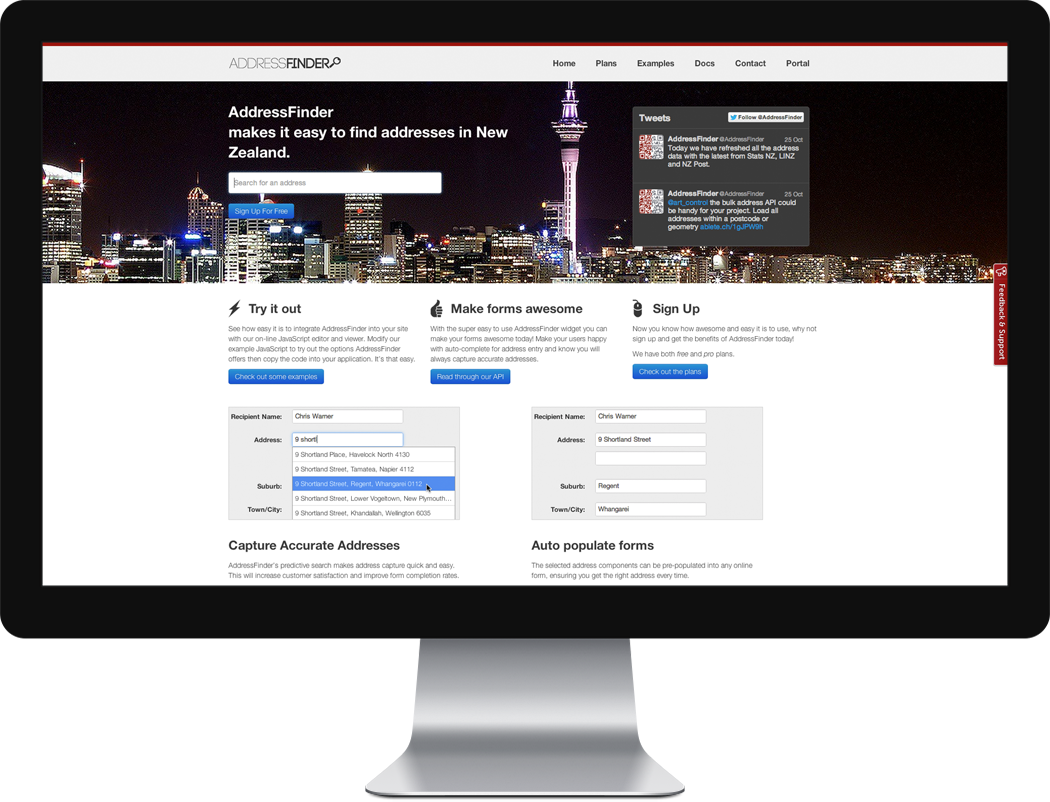 ADDRESSFINDER
Home Plans Examples Docs Contact Portal
AddressFinder
makes it easy to find addresses in New
Zealand.
Search for an address
Sign Up For Free
Tweets
Follow @AddressFinder
AddressFinder @AddressFinder 25 Oct
Today we have refreshed all the address
data with the latest from Stats NZ, LINZ
and NZ Post.
AddressFinder @AddressFinder 25 Oct
@art_control the bulk address API could
be handy for your project. Load all
addresses within a postcode or
geometry ablete.ch/1gJPW8h
Feedback & Support
Try it out
See how easy it is to integrate AddressFinder into your site
with our on-line JavaScript editor and viewer. Modify our
example JavaScript to try out the options AddressFinder
offers then copy the code into your application. It's that easy.
Check out some examples
Make forms awesome
With the super easy to use AddressFinder widget you can
make your forms awesome today! Make your users happy
with auto-complete for address entry and know you will
always capture accurate addresses.
Read through our API
Sign Up
Now you know how awesome and easy it is to use, why not
sign up and get the benefits of AddressFinder today!
We have both free and pro plans.
Check out the plans
Recipient Name: Chris Warner
Address: 9 shortl
9 Shortland Place, Havelock North 4130
9 Shortland Street, Tamatea, Napier 4112
Suburb: 9 Shortland Street, Regent, Whangarei 0112
9 Shortland Street, Lower Vogeltown, New Plymouth...
Town/City: 9 Shortland Street, Khandallah, Wellington 6035
Recipient Name: Chris Warner
Address: 9 Shortland Street
Suburb: Regent
Town/City: Whangarei
Capture Accurate Addresses
AddressFinder's predictive search makes address capture quick and easy.
This will increase customer satisfaction and improve form completion rates.
Auto populate forms
The selected address components can be pre-populated into any online
form, ensuring you get the right address every time.